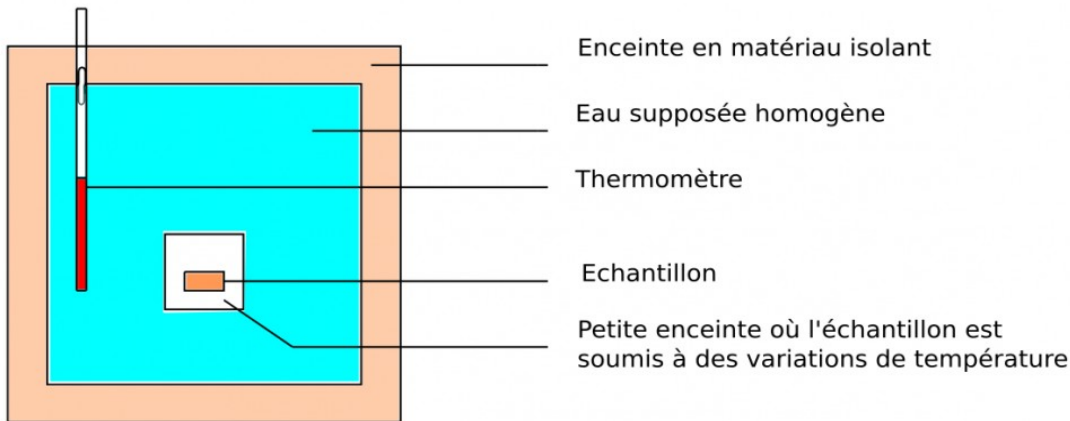 Enceinte en matériau isolant
Eau supposée homogène
Thermomètre
Echantillon
Petite enceinte où l'échantillon est
soumis à des variations de température